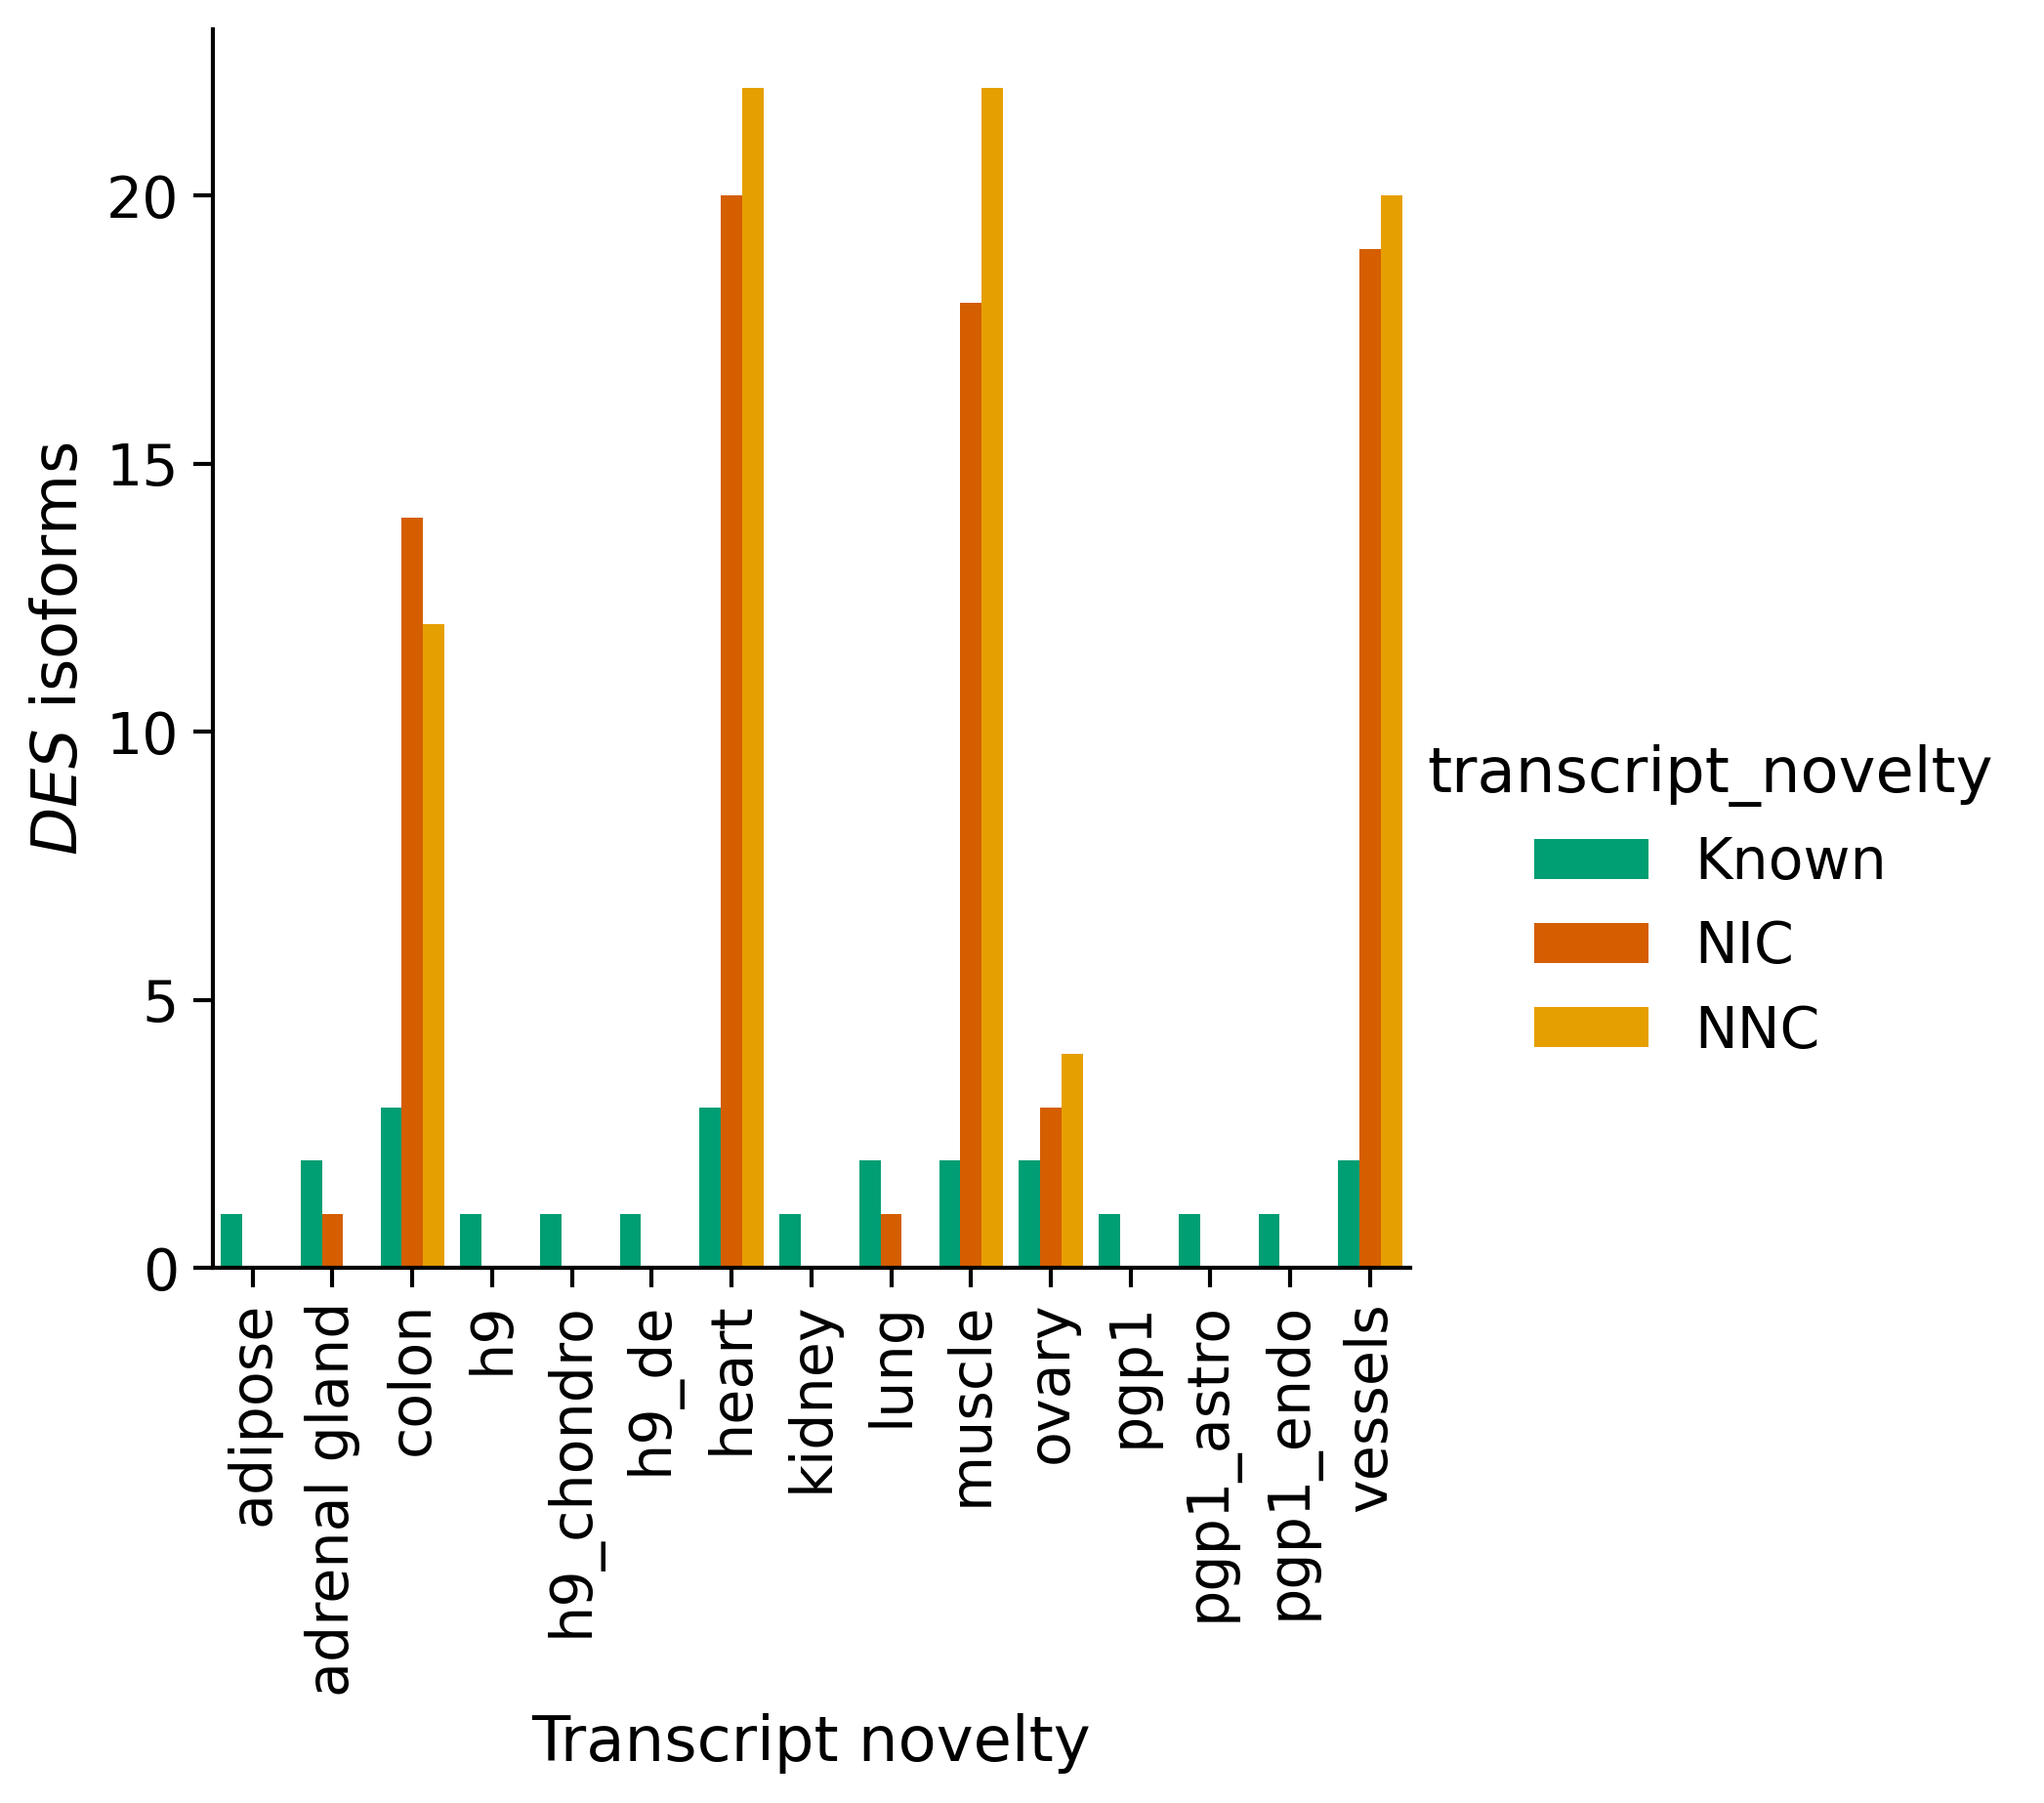 DES isoforms
20
15
10
5
0
adipose
adrenal gland
colon
h9
h9_chondro
h9_de
heart
kidney
lung
muscle
ovary
pgp1
pgp1_astro
pgp1_endo
vessels
Transcript novelty
transcript_novelty
Known
NIC
NNC